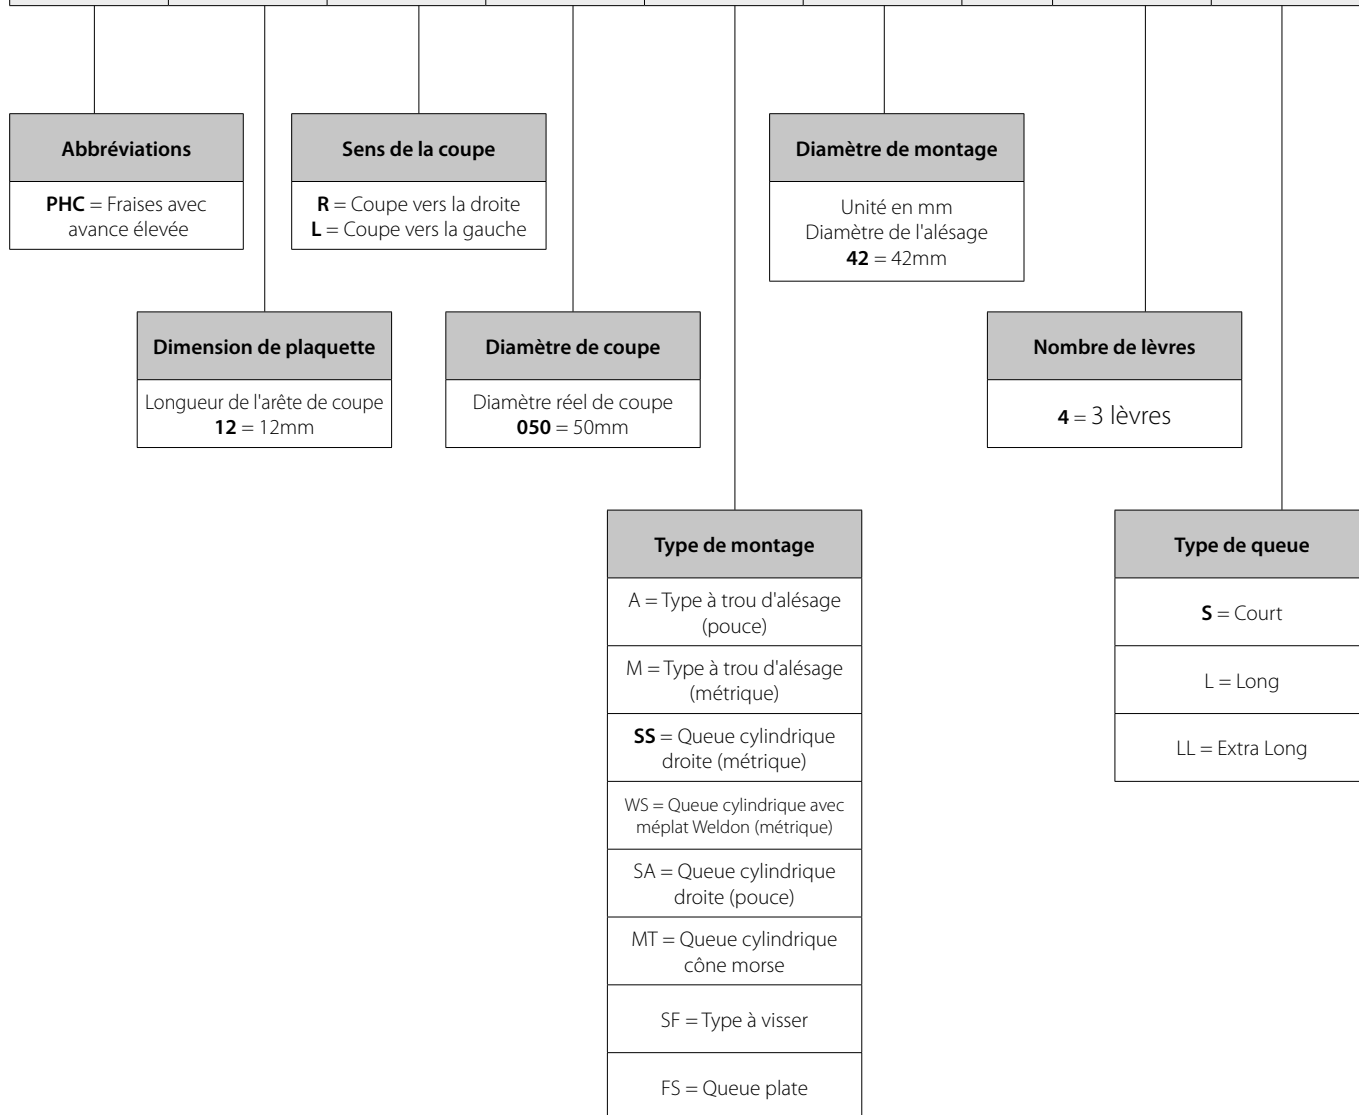 Abbréviations
PHC = Fraises avec
avance élevée
Sens de la coupe
R = Coupe vers la droite
L = Coupe vers la gauche
Diamètre de montage
Unité en mm
Diamètre de l'alésage
42 = 42mm
Dimension de plaquette
Longueur de l'arête de coupe
12 = 12mm
Diamètre de coupe
Diamètre réel de coupe
050 = 50mm
Nombre de lèvres
4 = 3 lèvres
Type de montage
A = Type à trou d'alésage
(pouce)
M = Type à trou d'alésage
(métrique)
SS = Queue cylindrique
droite (métrique)
WS = Queue cylindrique avec
méplat Weldon (métrique)
SA = Queue cylindrique
droite (pouce)
MT = Queue cylindrique
cône morse
SF = Type à visser
FS = Queue plate
Type de queue
S = Court
L = Long
LL = Extra Long